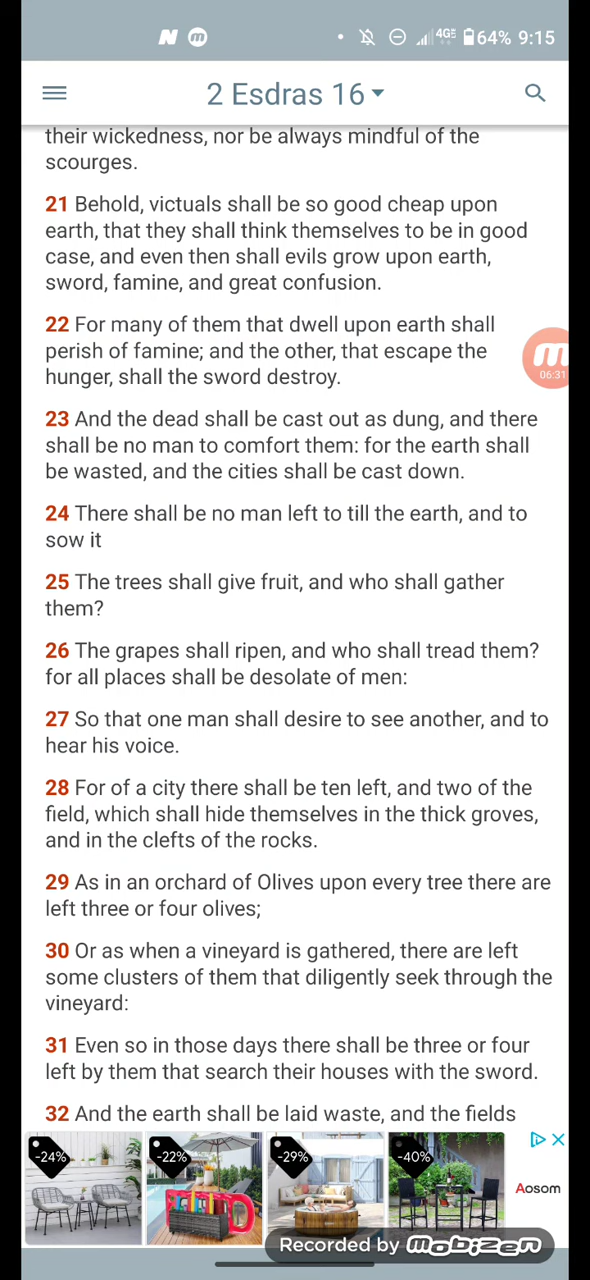 4GE 64% 9:15
2 Esdras 16
their wickedness, nor be always mindful of the
scourges.
21 Behold, victuals shall be so good cheap upon
earth, that they shall think themselves to be in good
case, and even then shall evils grow upon earth,
sword, famine, and great confusion.
22 For many of them that dwell upon earth shall
perish of famine; and the other, that escape the
hunger, shall the sword destroy.
06:31
23 And the dead shall be cast out as dung, and there
shall be no man to comfort them: for the earth shall
be wasted, and the cities shall be cast down.
24 There shall be no man left to till the earth, and to
sow it
25 The trees shall give fruit, and who shall gather
them?
26 The grapes shall ripen, and who shall tread them?
for all places shall be desolate of men:
27 So that one man shall desire to see another, and to
hear his voice.
28 For of a city there shall be ten left, and two of the
field, which shall hide themselves in the thick groves,
and in the clefts of the rocks.
29 As in an orchard of Olives upon every tree there are
left three or four olives;
30 Or as when a vineyard is gathered, there are left
some clusters of them that diligently seek through the
vineyard:
31 Even so in those days there shall be three or four
left by them that search their houses with the sword.
32 And the earth shall be laid waste, and the fields
-24% -22% -29% -40%
Aosom
Recorded by mobizen